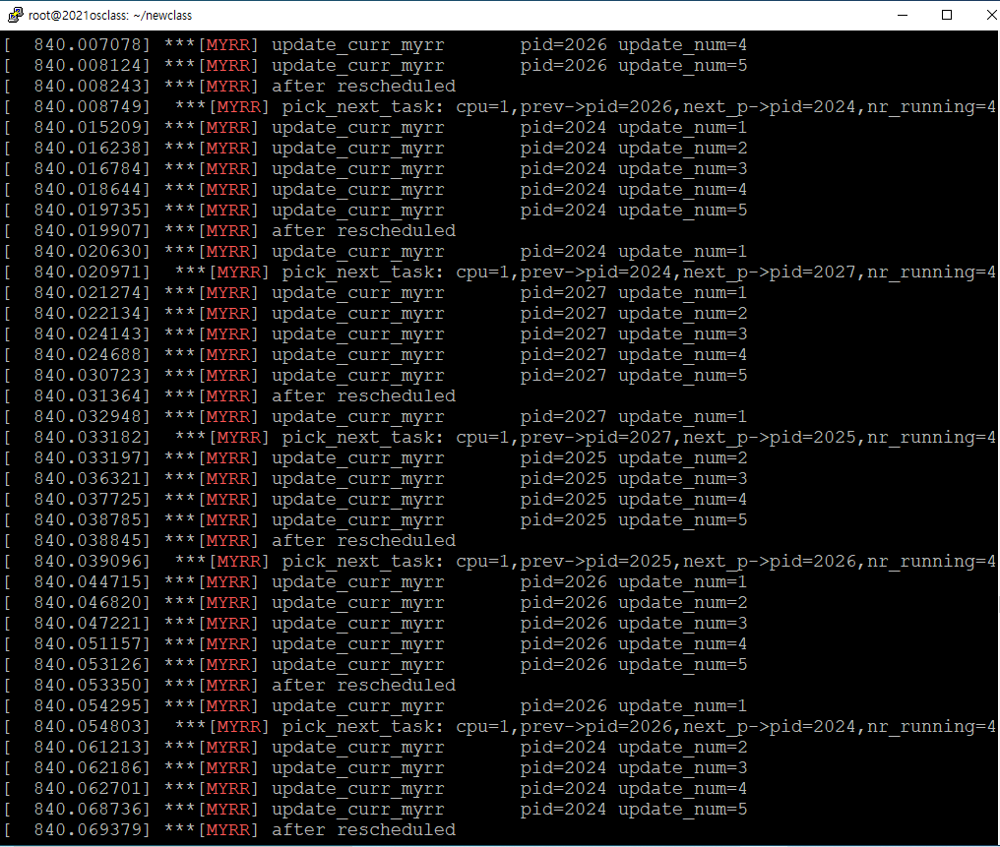 root@2021osclass: ~/newclass
[  840.007078] ***[MYRR] update_curr_myrr       pid=2026 update_num=4
[  840.008124] ***[MYRR] update_curr_myrr       pid=2026 update_num=5
[  840.008243] ***[MYRR] after rescheduled
[  840.008749]  ***[MYRR] pick_next_task: cpu=1,prev->pid=2026,next_p->pid=2024,nr_running=4
[  840.015209] ***[MYRR] update_curr_myrr       pid=2024 update_num=1
[  840.016238] ***[MYRR] update_curr_myrr       pid=2024 update_num=2
[  840.016784] ***[MYRR] update_curr_myrr       pid=2024 update_num=3
[  840.018644] ***[MYRR] update_curr_myrr       pid=2024 update_num=4
[  840.019735] ***[MYRR] update_curr_myrr       pid=2024 update_num=5
[  840.019907] ***[MYRR] after rescheduled
[  840.020630] ***[MYRR] update_curr_myrr       pid=2024 update_num=1
[  840.020971]  ***[MYRR] pick_next_task: cpu=1,prev->pid=2024,next_p->pid=2027,nr_running=4
[  840.021274] ***[MYRR] update_curr_myrr       pid=2027 update_num=1
[  840.022134] ***[MYRR] update_curr_myrr       pid=2027 update_num=2
[  840.024143] ***[MYRR] update_curr_myrr       pid=2027 update_num=3
[  840.024688] ***[MYRR] update_curr_myrr       pid=2027 update_num=4
[  840.030723] ***[MYRR] update_curr_myrr       pid=2027 update_num=5
[  840.031364] ***[MYRR] after rescheduled
[  840.032948] ***[MYRR] update_curr_myrr       pid=2027 update_num=1
[  840.033182]  ***[MYRR] pick_next_task: cpu=1,prev->pid=2027,next_p->pid=2025,nr_running=4
[  840.033197] ***[MYRR] update_curr_myrr       pid=2025 update_num=2
[  840.036321] ***[MYRR] update_curr_myrr       pid=2025 update_num=3
[  840.037725] ***[MYRR] update_curr_myrr       pid=2025 update_num=4
[  840.038785] ***[MYRR] update_curr_myrr       pid=2025 update_num=5
[  840.038845] ***[MYRR] after rescheduled
[  840.039096]  ***[MYRR] pick_next_task: cpu=1,prev->pid=2025,next_p->pid=2026,nr_running=4
[  840.044715] ***[MYRR] update_curr_myrr       pid=2026 update_num=1
[  840.046820] ***[MYRR] update_curr_myrr       pid=2026 update_num=2
[  840.047221] ***[MYRR] update_curr_myrr       pid=2026 update_num=3
[  840.051157] ***[MYRR] update_curr_myrr       pid=2026 update_num=4
[  840.053126] ***[MYRR] update_curr_myrr       pid=2026 update_num=5
[  840.053350] ***[MYRR] after rescheduled
[  840.054295] ***[MYRR] update_curr_myrr       pid=2026 update_num=1
[  840.054803]  ***[MYRR] pick_next_task: cpu=1,prev->pid=2026,next_p->pid=2024,nr_running=4
[  840.061213] ***[MYRR] update_curr_myrr       pid=2024 update_num=2
[  840.062186] ***[MYRR] update_curr_myrr       pid=2024 update_num=3
[  840.062701] ***[MYRR] update_curr_myrr       pid=2024 update_num=4
[  840.068736] ***[MYRR] update_curr_myrr       pid=2024 update_num=5
[  840.069379] ***[MYRR] after rescheduled